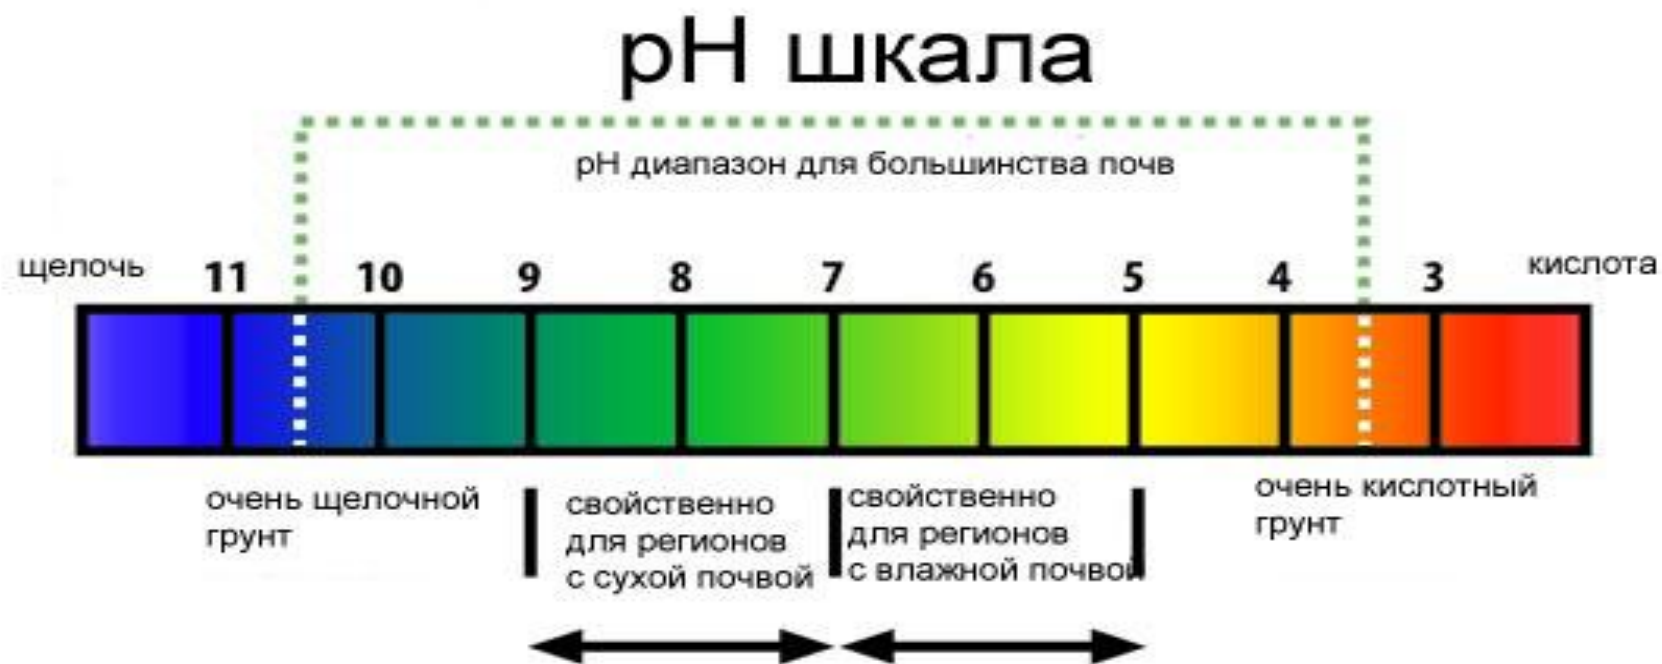 pH шкала
pH диапазон для большинства почв
щелочь 11 10 9 8 7 6 5 4 3 кислота
очень щелочной
грунт
свойственно
для регионов
с сухой почвой
свойственно
для регионов
с влажной почвой
очень кислотный
грунт